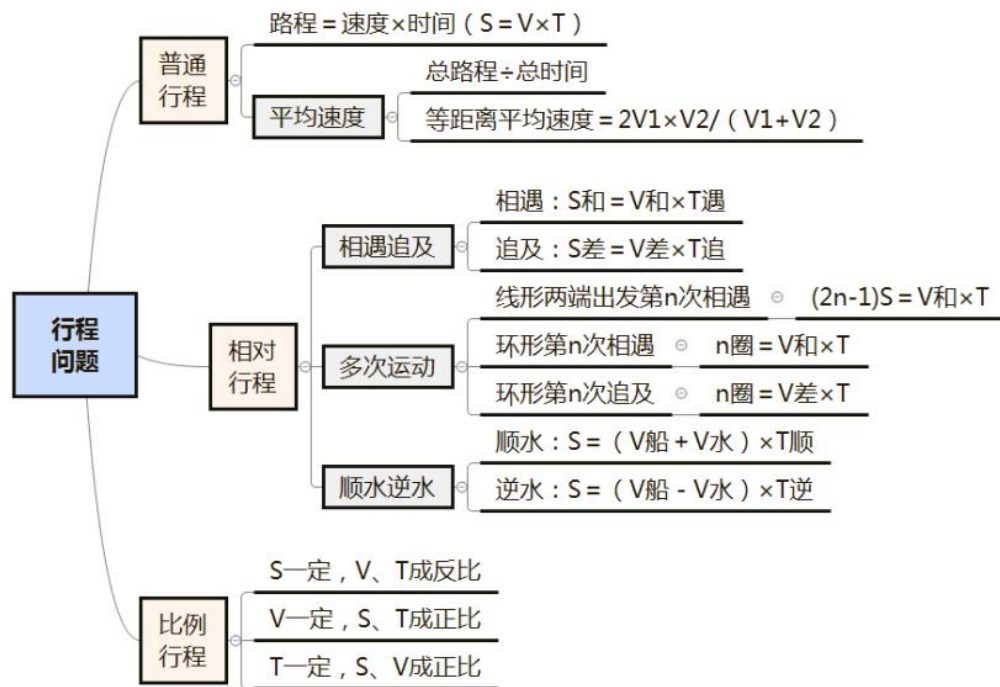 行程
问题
普通
行程
路程＝速度×时间（S＝V×T）
平均速度
总路程÷总时间
等距离平均速度＝2V1×V2/（V1+V2）
相对
行程
相遇追及
相遇：S和＝V和×T遇
追及：S差＝V差×T追
多次运动
线形两端出发第n次相遇
(2n-1)S＝V和×T
环形第n次相遇
n圈＝V和×T
环形第n次追及
n圈＝V差×T
顺水逆水
顺水：S＝（V船＋V水）×T顺
逆水：S＝（V船－V水）×T逆
比例
行程
S一定，V、T成反比
V一定，S、T成正比
T一定，S、V成正比